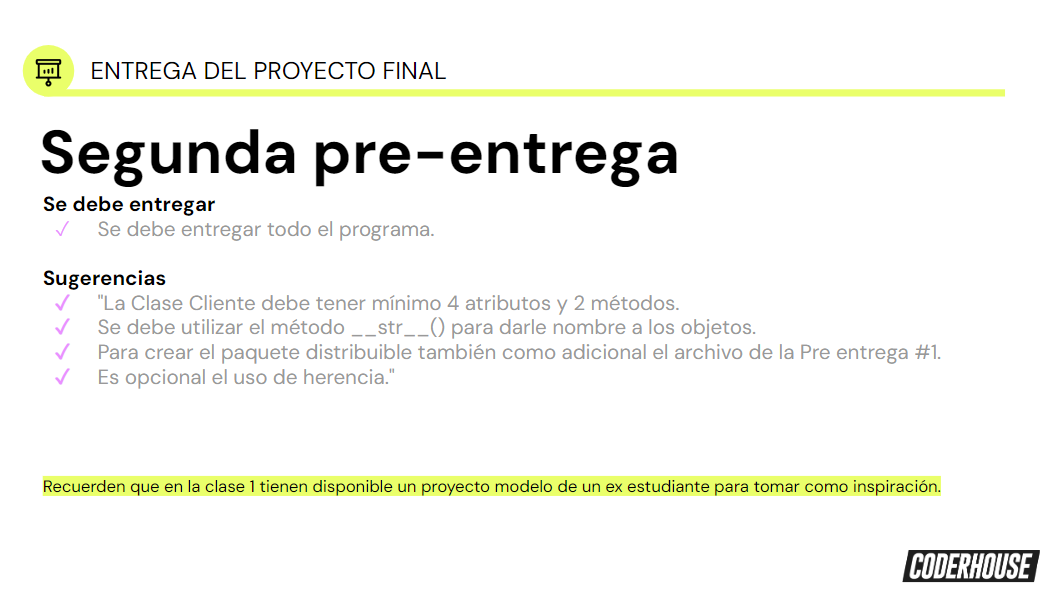 ENTREGA DEL PROYECTO FINAL
Segunda pre-entrega
Se debe entregar
✓ Se debe entregar todo el programa.
Sugerencias
✓ "La Clase Cliente debe tener mínimo 4 atributos y 2 métodos.
✓ Se debe utilizar el método __str__() para darle nombre a los objetos.
✓ Para crear el paquete distribuible también como adicional el archivo de la Pre entrega #1.
✓ Es opcional el uso de herencia."
Recuerden que en la clase 1 tienen disponible un proyecto modelo de un ex estudiante para tomar como inspiración.
CODERHOUSE